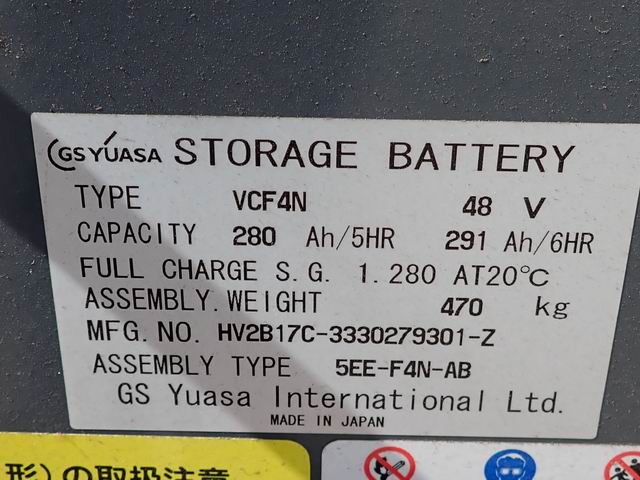 GS YUASA STORAGE BATTERY
TYPE VCF4N 48 V
CAPACITY 280 Ah/5HR 291 Ah/6HR
FULL CHARGE S.G. 1.280 AT20℃
ASSEMBLY.WEIGHT 470 kg
MFG.NO. HV2B17C-3330279301-Z
ASSEMBLY TYPE 5EE-F4N-AB
GS Yuasa International Ltd.
MADE IN JAPAN
形)の取扱注意